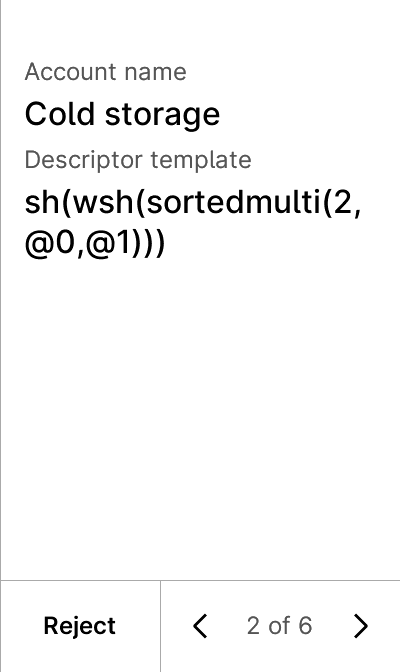 Account name
Cold storage
Descriptor template
sh(wsh(sortedmulti(2,
@0,@1)))
Reject
2 of 6